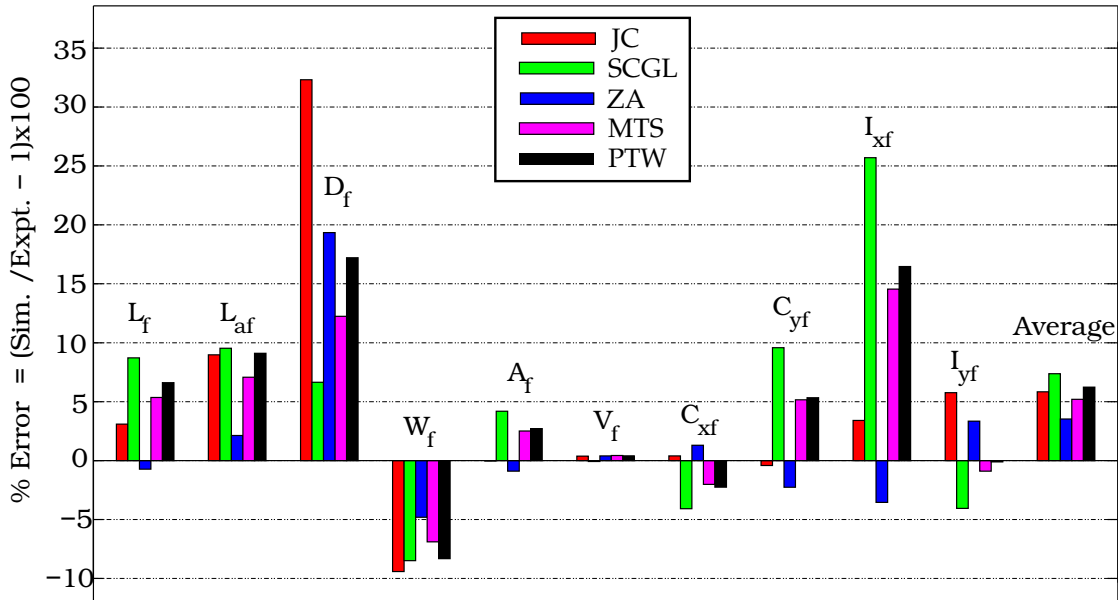 % Error = (Sim. /Expt. - 1)x100
35
30
25
20
15
10
5
0
−5
−10
JC
SCGL
ZA
MTS
PTW
L_f
L_af
D_f
W_f
A_f
V_f
C_xf
C_yf
I_xf
I_yf
Average